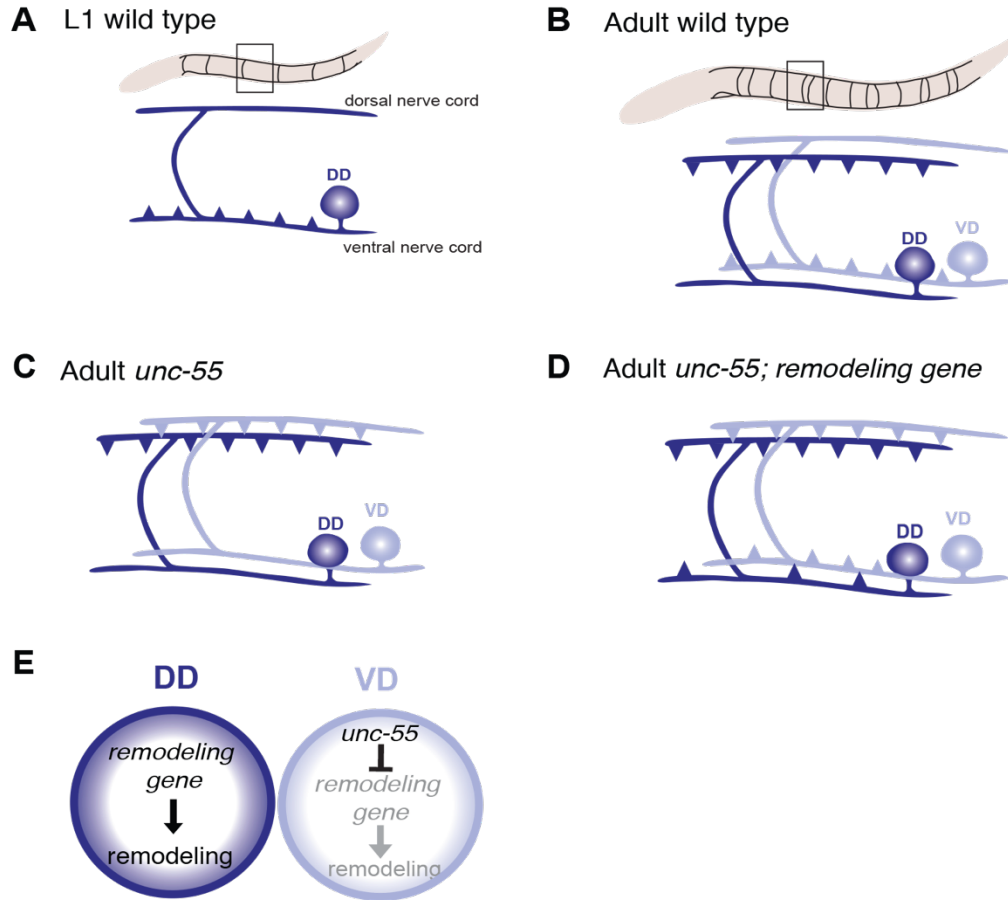 A L1 wild type
dorsal nerve cord
DD
ventral nerve cord
B Adult wild type
DD
VD
C Adult unc-55
DD
VD
D Adult unc-55; remodeling gene
DD
VD
E
DD
remodeling
gene
remodeling
VD
unc-55
remodeling
gene
remodeling